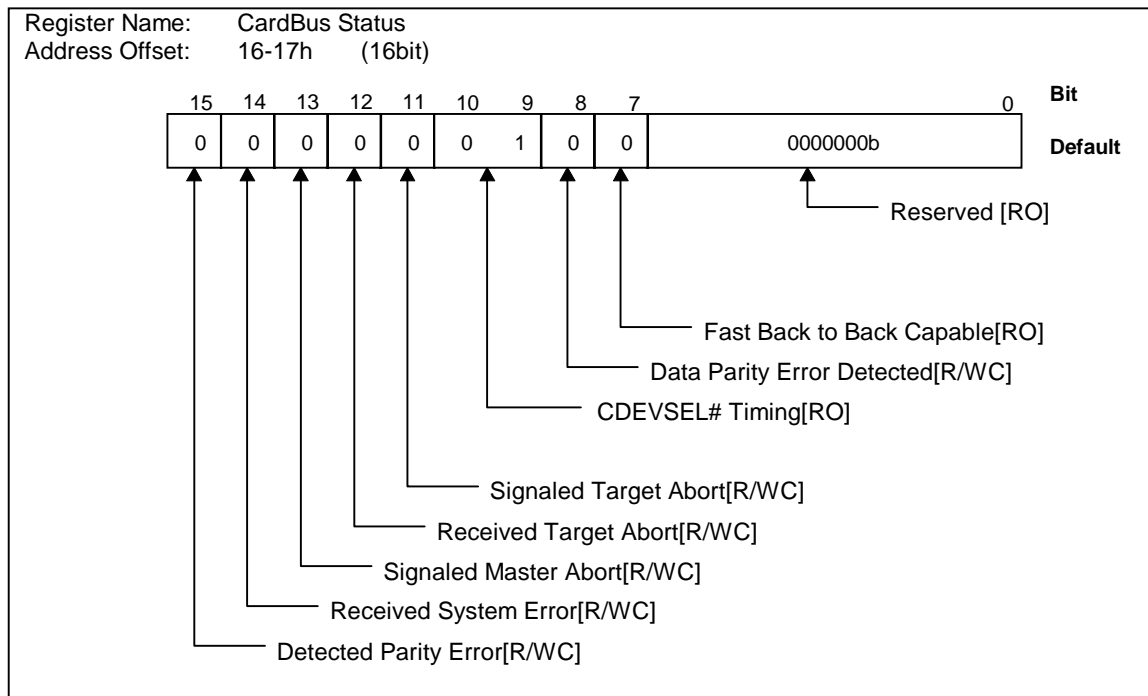 Register Name: CardBus Status
Address Offset: 16-17h (16bit)
15 14 13 12 11 10 9 8 7 0 Bit
0 0 0 0 0 0 1 0 0 0000000b Default
Reserved [RO]
Fast Back to Back Capable[RO]
Data Parity Error Detected[R/WC]
CDEVSEL# Timing[RO]
Signaled Target Abort[R/WC]
Received Target Abort[R/WC]
Signaled Master Abort[R/WC]
Received System Error[R/WC]
Detected Parity Error[R/WC]